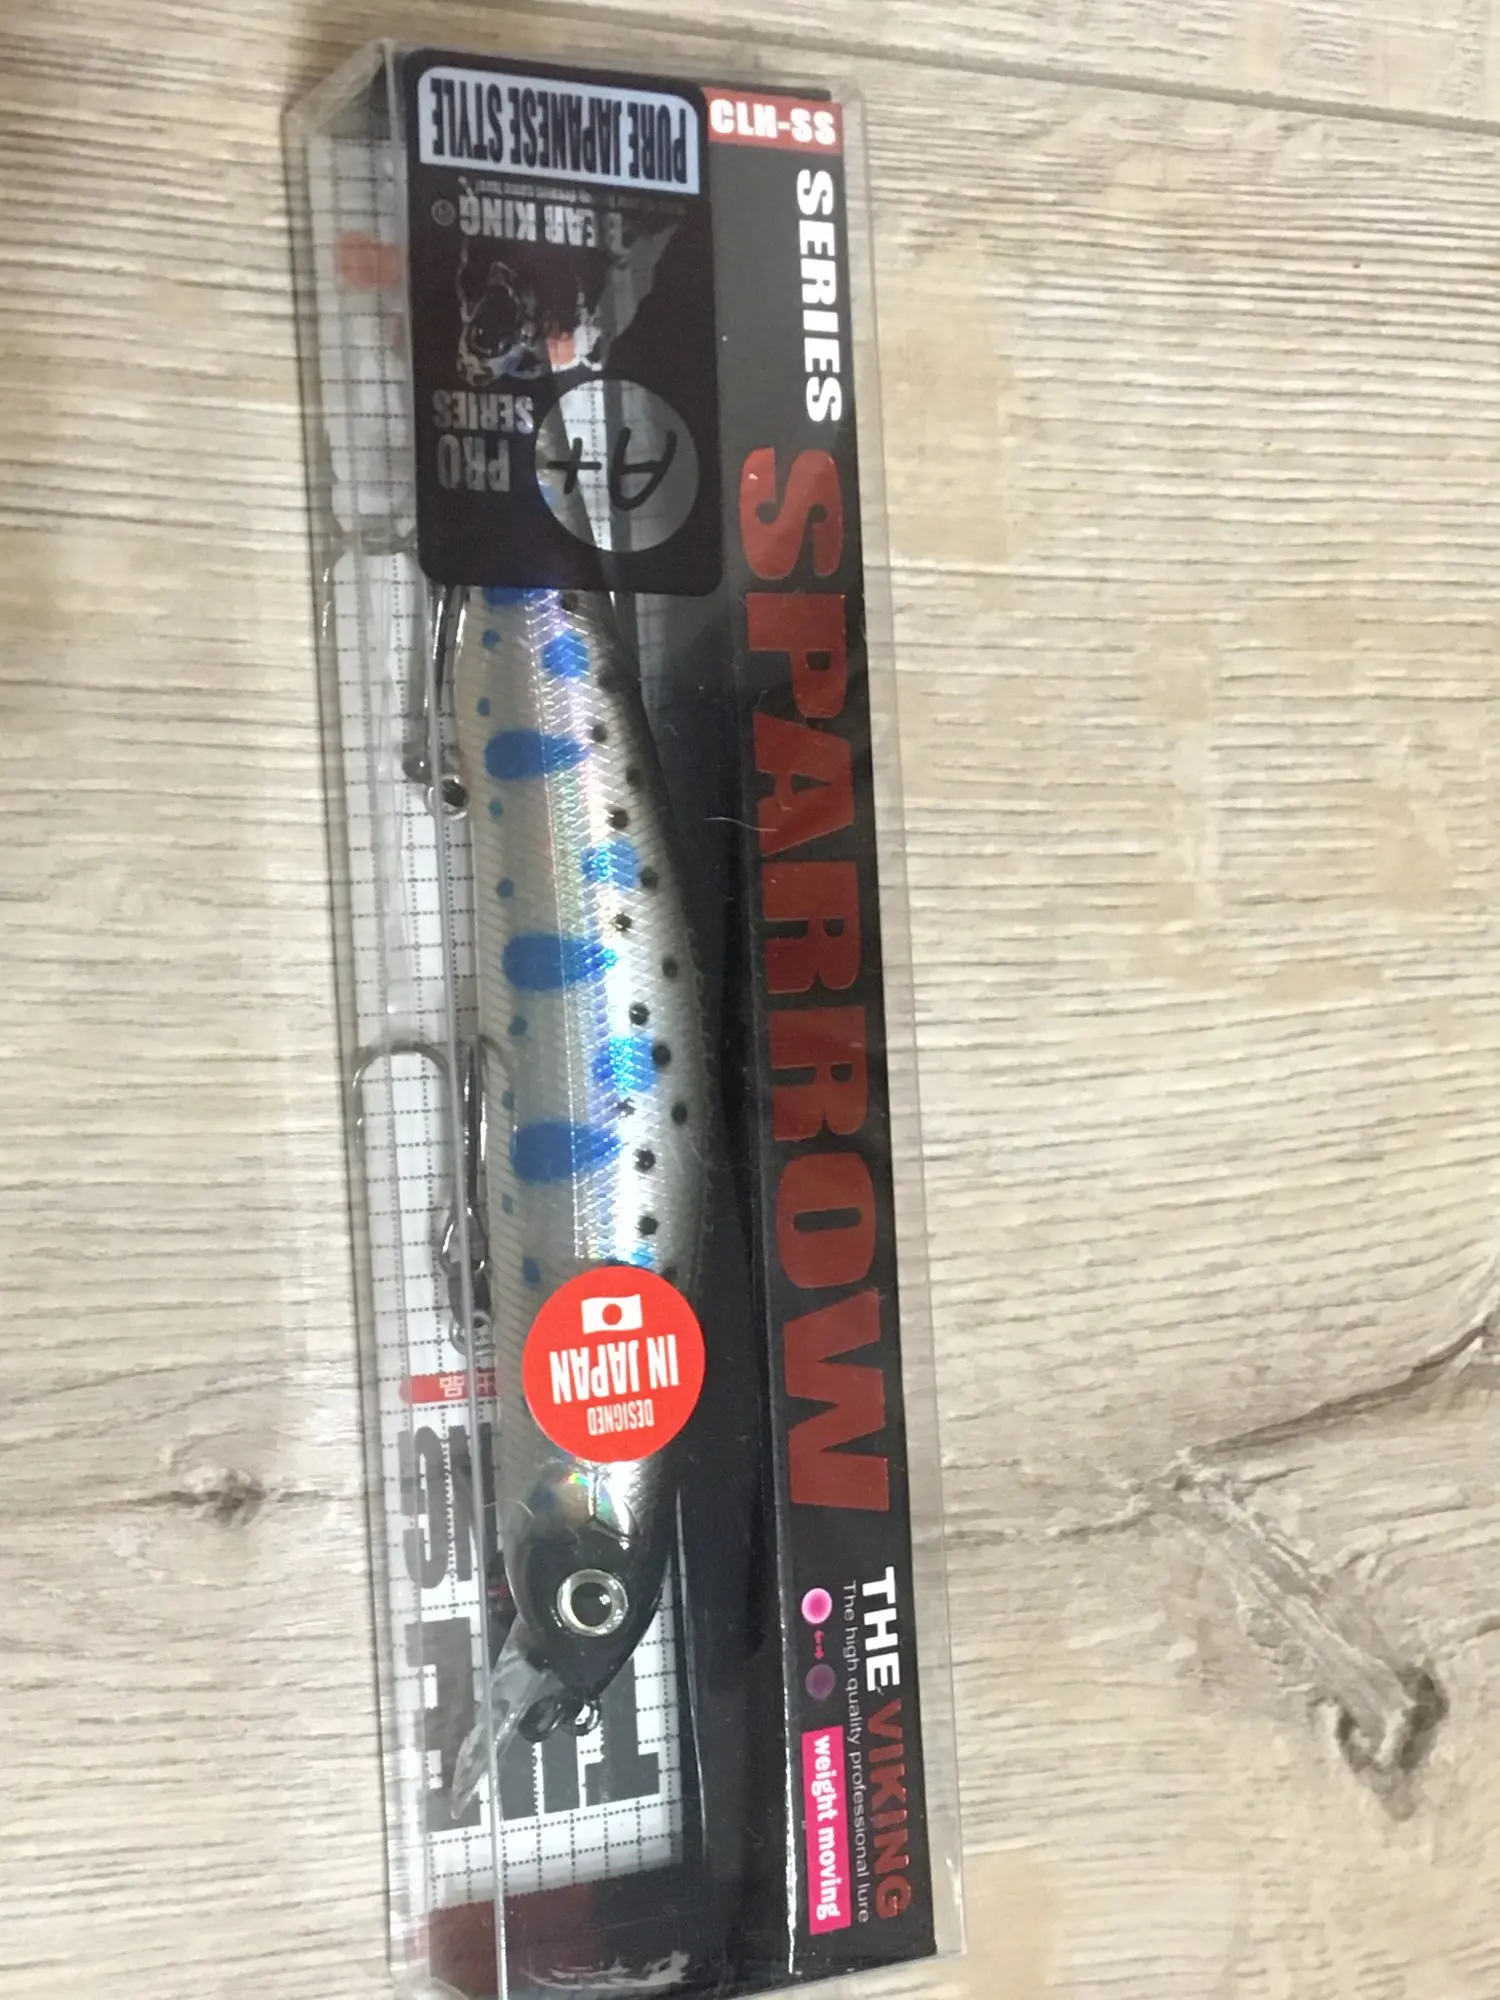 CLH-SS
SERIES
SPARROW
THE VIKING
The high quality professional lure
weight moving
PURE JAPANESE STYLE
BEAR KING®
PRO
SERIES
A+
DESIGNED
IN JAPAN